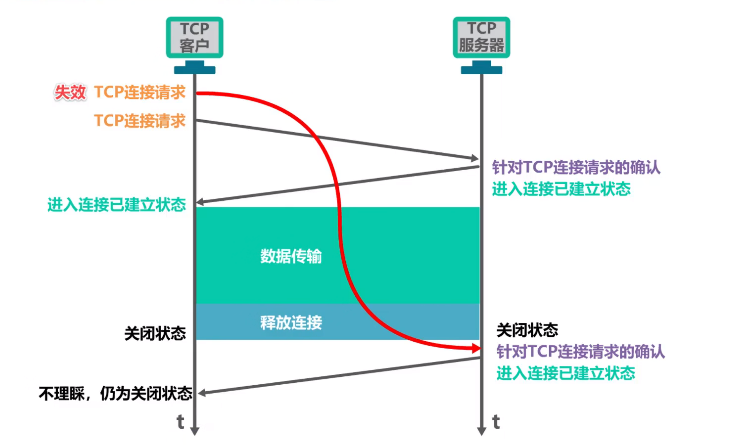 TCP
客户
TCP
服务器
失效 TCP连接请求
TCP连接请求
针对TCP连接请求的确认
进入连接已建立状态
进入连接已建立状态
数据传输
释放连接
关闭状态
关闭状态
针对TCP连接请求的确认
进入连接已建立状态
不理睬，仍为关闭状态
t
t